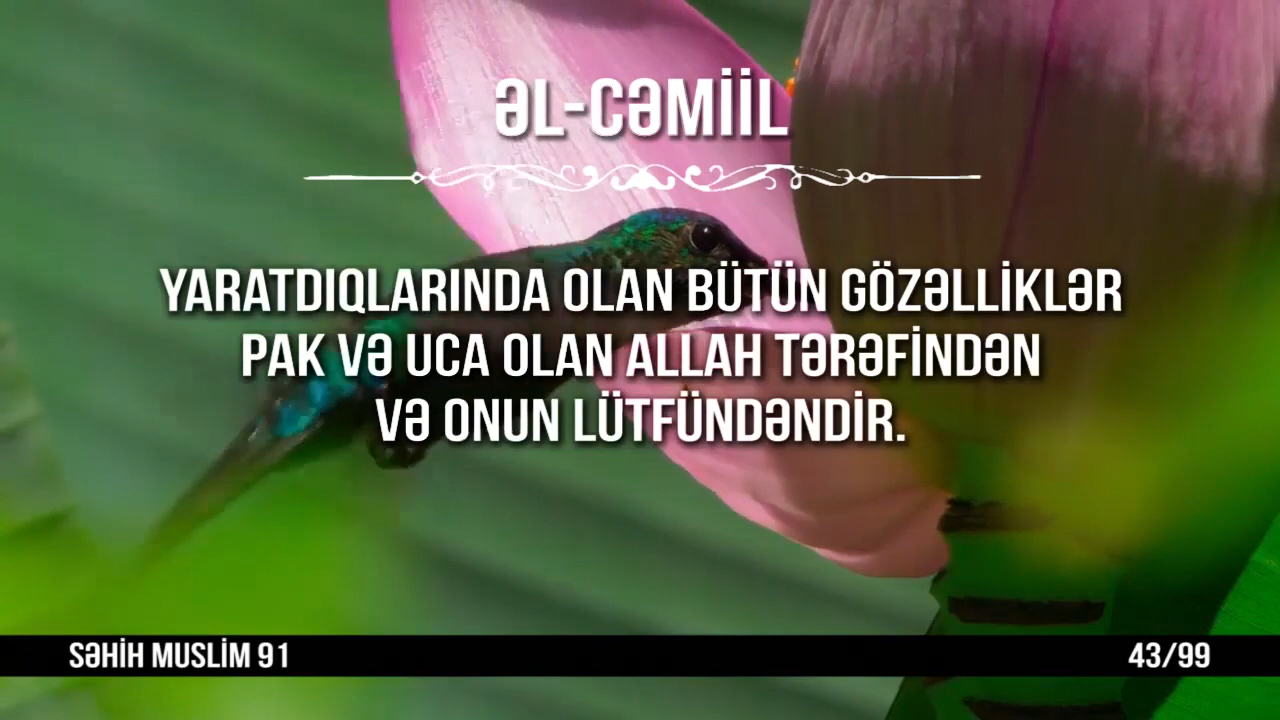 ƏL-CƏMİİL
YARATDIQLARINDA OLAN BÜTÜN GÖZƏLLİKLƏR
PAK VƏ UCA OLAN ALLAH TƏRƏFİNDƏN
VƏ ONUN LÜTFÜNDƏNDİR.
SƏHİH MUSLİM 91
43/99